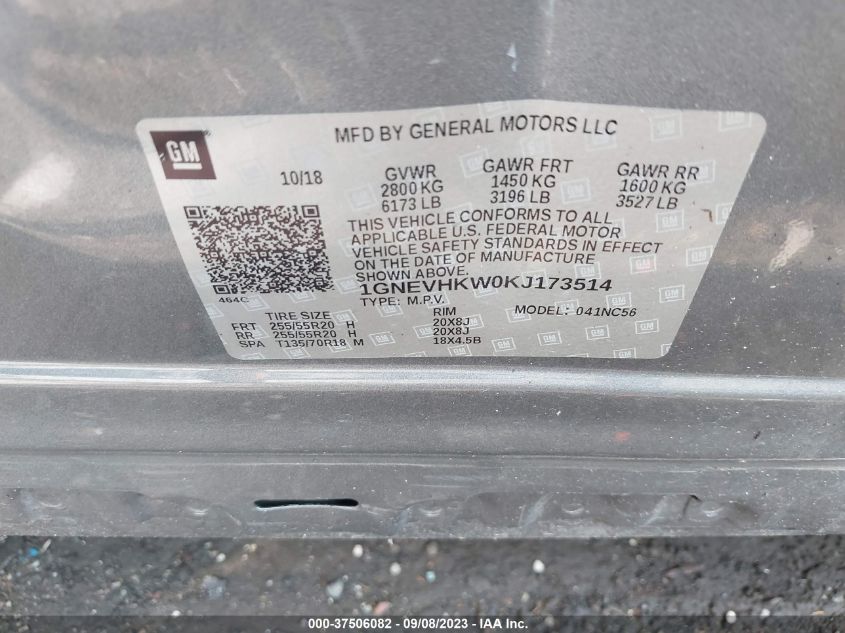 MFD BY GENERAL MOTORS LLC
GM
10/18
GVWR
2800 KG
6173 LB
GAWR FRT
1450 KG
3196 LB
GAWR RR
1600 KG
3527 LB
THIS VEHICLE CONFORMS TO ALL
APPLICABLE U.S. FEDERAL MOTOR
VEHICLE SAFETY STANDARDS IN EFFECT
ON THE DATE OF MANUFACTURE
SHOWN ABOVE.
464C
1GNEVHKW0KJ173514
TYPE: M.P.V. MODEL: 041NC56
TIRE SIZE RIM
FRT 255/55R20 H 20X8J
RR 255/55R20 H 20X8J
SPA T135/70R18 M 18X4.5B
000-37506082 - 09/08/2023 - © IAA Inc.